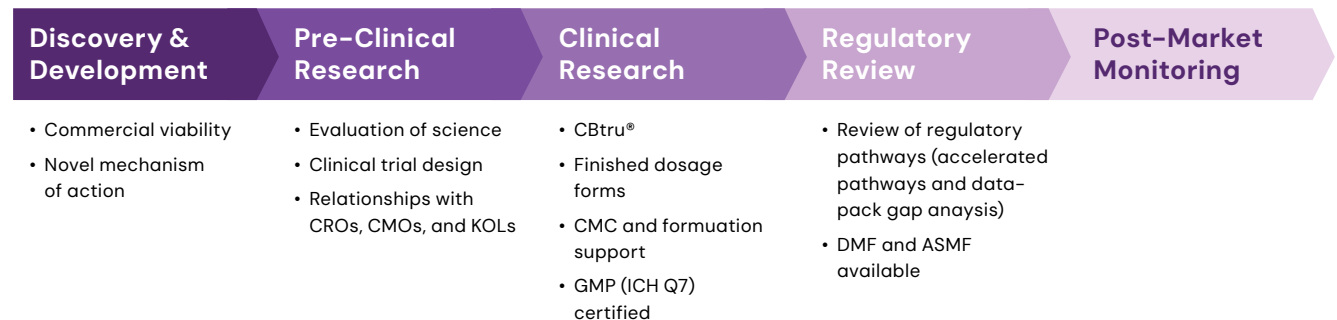 Discovery &
Development
Pre-Clinical
Research
Clinical
Research
Regulatory
Review
Post-Market
Monitoring
• Commercial viability
• Novel mechanism
of action
• Evaluation of science
• Clinical trial design
• Relationships with
CROs, CMOs, and KOLs
• CBtru®
• Finished dosage
forms
• CMC and formuation
support
• GMP (ICH Q7)
certified
• Review of regulatory
pathways (accelerated
pathways and data-
pack gap anaysis)
• DMF and ASMF
available